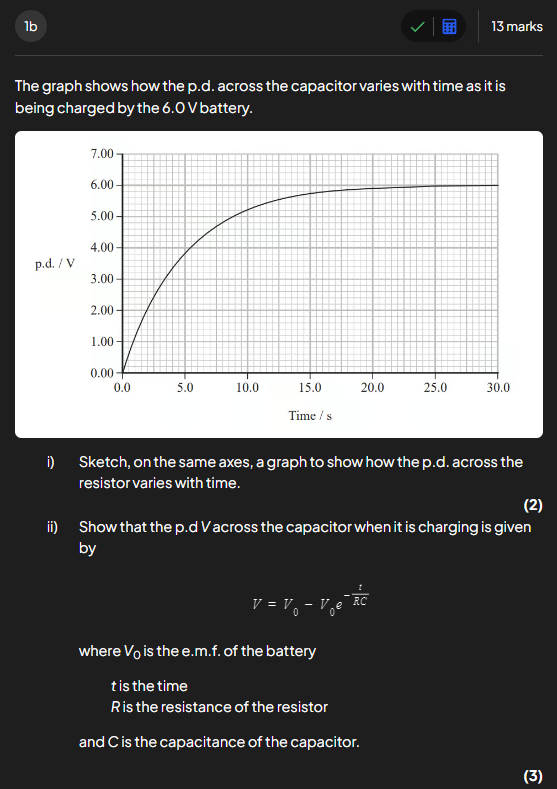 1b
13 marks
The graph shows how the p.d. across the capacitor varies with time as it is
being charged by the 6.0 V battery.
7.00
6.00
5.00
4.00
p.d. / V
3.00
2.00
1.00
0.00
0.0 5.0 10.0 15.0 20.0 25.0 30.0
Time / s
i) Sketch, on the same axes, a graph to show how the p.d. across the
resistor varies with time.
(2)
ii) Show that the p.d V across the capacitor when it is charging is given
by
V = V₀ − V₀e^(−t/RC)
where V₀ is the e.m.f. of the battery
t is the time
R is the resistance of the resistor
and C is the capacitance of the capacitor.
(3)